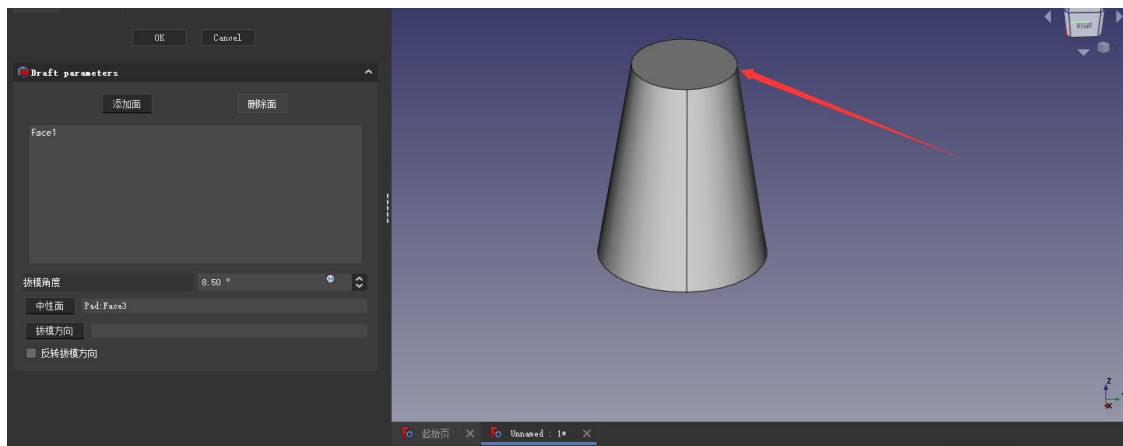 OK Cancel
Draft parameters
添加面 删除面
Face1
拔模角度 8.50 °
中性面 Pad:Face3
拔模方向
反转拔模方向
RIGHT
Z
X
起始页 Unnamed : 1*